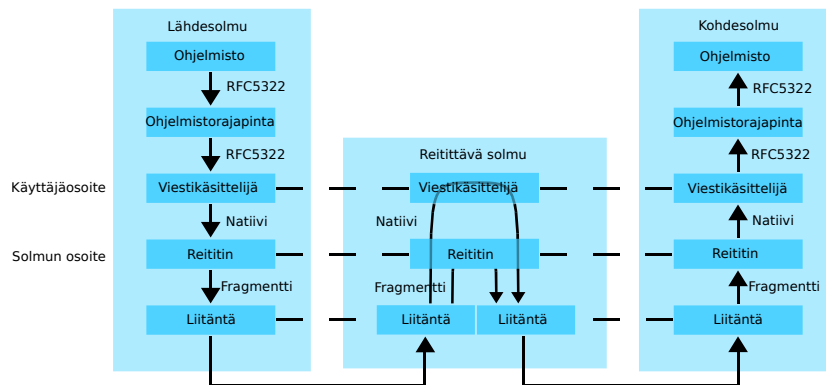 Lähdesolmu
Ohjelmisto
RFC5322
Ohjelmistorajapinta
RFC5322
Käyttäjäosoite
Viestikäsittelijä
Natiivi
Solmun osoite
Reititin
Fragmentti
Liitäntä
Reitittävä solmu
Viestikäsittelijä
Natiivi
Reititin
Fragmentti
Liitäntä
Liitäntä
Kohdesolmu
Ohjelmisto
RFC5322
Ohjelmistorajapinta
RFC5322
Viestikäsittelijä
Natiivi
Reititin
Fragmentti
Liitäntä